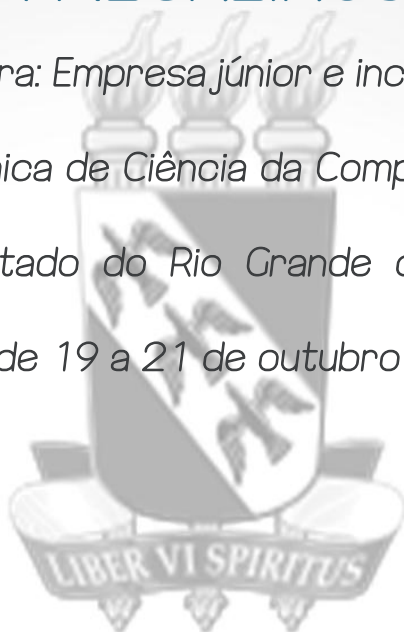 ra: Empresa júnior e inc
ica de Ciência da Comp
tado do Rio Grande
de 19 a 21 de outubro
LIBER VI SPIRITUS